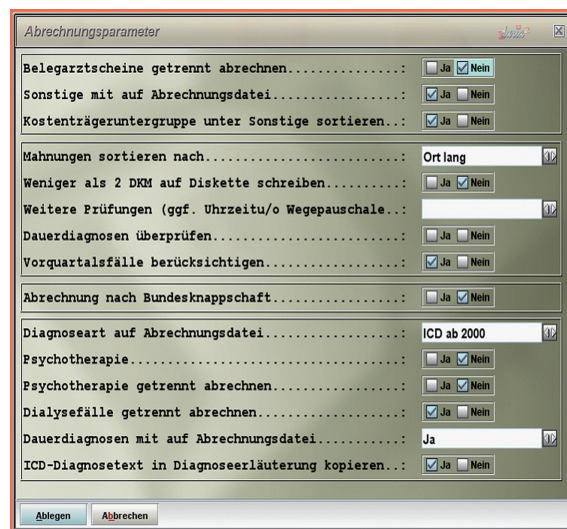 Abrechnungsparameter
Belegarztscheine getrennt abrechnen...............: Ja Nein
Sonstige mit auf Abrechnungsdatei.................: Ja Nein
Kostenträgeruntergruppe unter Sonstige sortieren..: Ja Nein
Mahnungen sortieren nach..........................: Ort lang
Weniger als 2 DKM auf Diskette schreiben..........: Ja Nein
Weitere Prüfungen (ggf. Uhrzeitu/o Wegepauschale..:
Dauerdiagnosen überprüfen.........................: Ja Nein
Vorquartalsfälle berücksichtigen..................: Ja Nein
Abrechnung nach Bundesknappschaft.................: Ja Nein
Diagnoseart auf Abrechnungsdatei..................: ICD ab 2000
Psychotherapie....................................: Ja Nein
Psychotherapie getrennt abrechnen.................: Ja Nein
Dialysefälle getrennt abrechnen...................: Ja Nein
Dauerdiagnosen mit auf Abrechnungsdatei...........: Ja
ICD-Diagnosetext in Diagnoseerläuterung kopieren..: Ja Nein
Ablegen Abbrechen